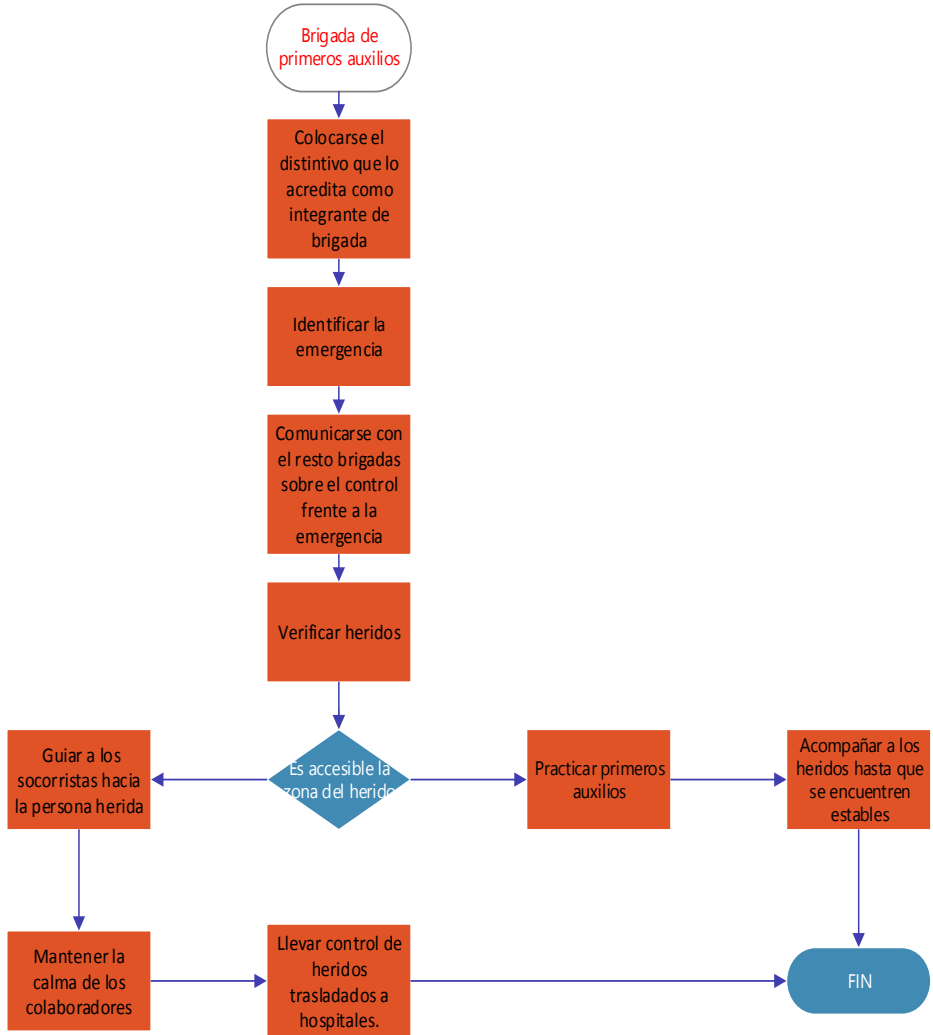 Brigada de
primeros auxilios
Colocarse el
distintivo que lo
acredita como
integrante de
brigada
Identificar la
emergencia
Comunicarse con
el resto brigadas
sobre el control
frente a la
emergencia
Verificar heridos
Es accesible la
zona del herido
Guiar a los
socorristas hacia
la persona herida
Practicar primeros
auxilios
Acompañar a los
heridos hasta que
se encuentren
estables
Mantener la
calma de los
colaboradores
Llevar control de
heridos
trasladados a
hospitales.
FIN